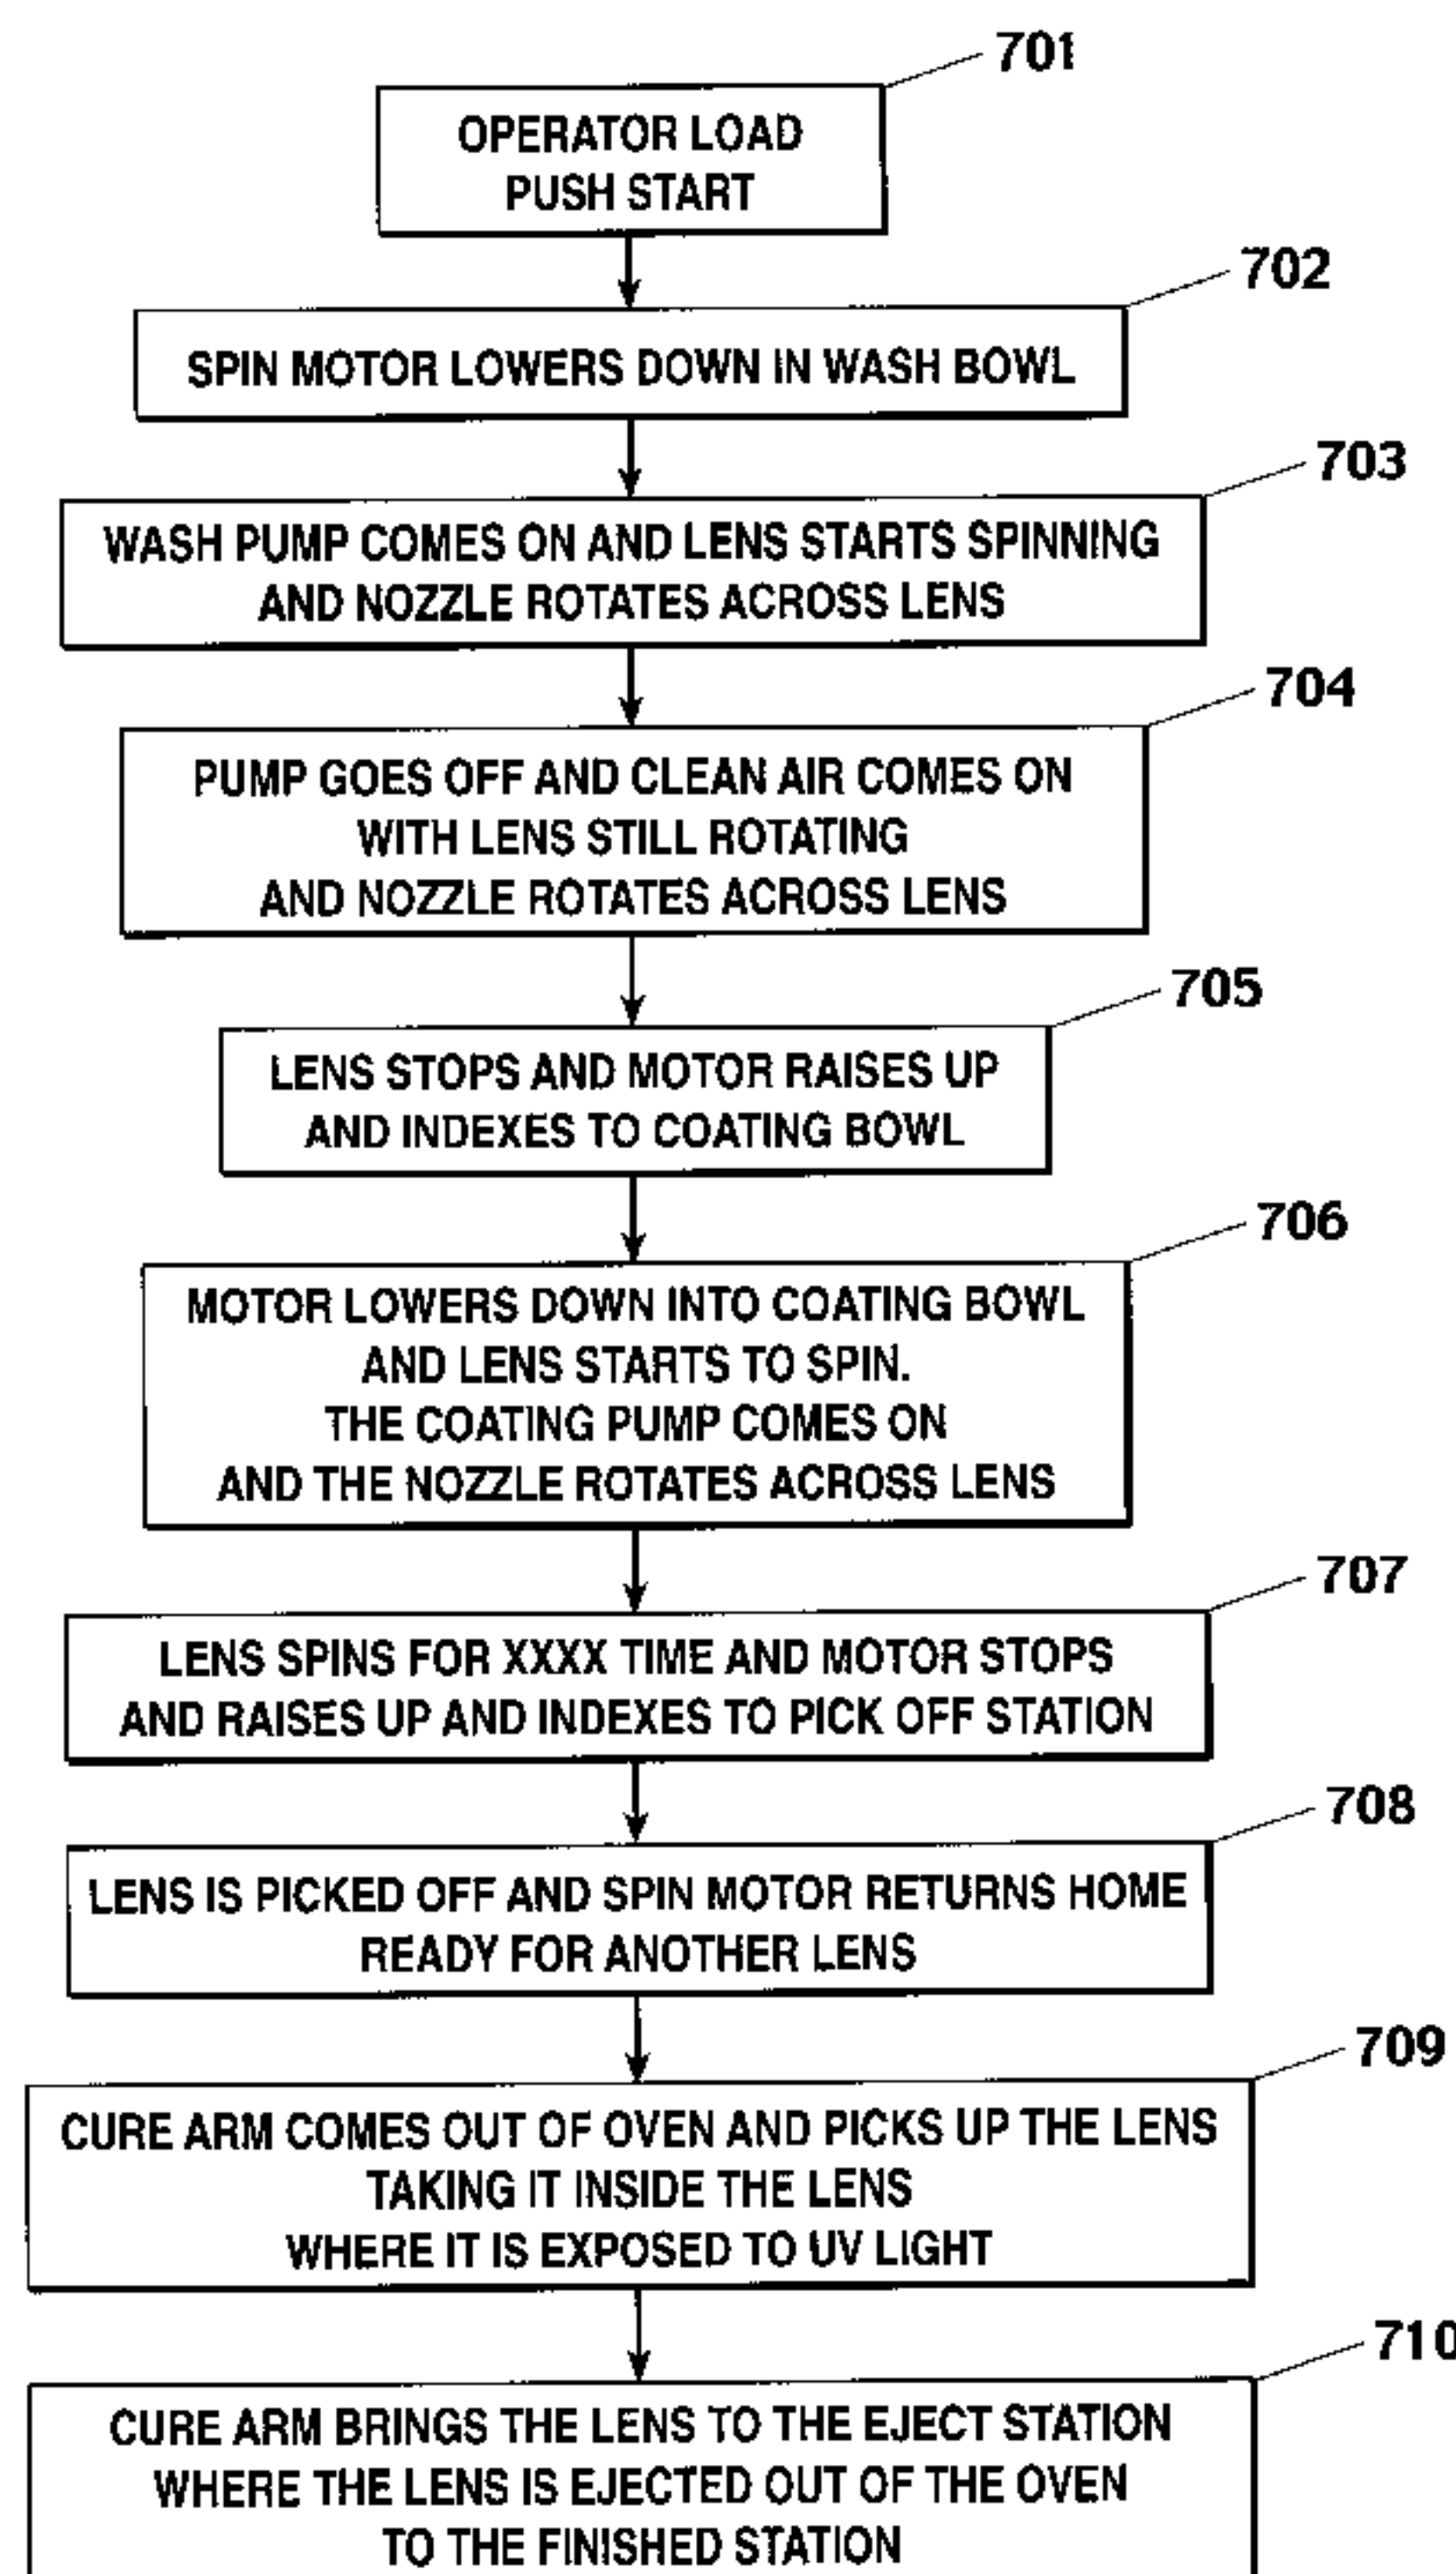 701
OPERATOR LOAD
PUSH START
702
SPIN MOTOR LOWERS DOWN IN WASH BOWL
703
WASH PUMP COMES ON AND LENS STARTS SPINNING
AND NOZZLE ROTATES ACROSS LENS
704
PUMP GOES OFF AND CLEAN AIR COMES ON
WITH LENS STILL ROTATING
AND NOZZLE ROTATES ACROSS LENS
705
LENS STOPS AND MOTOR RAISES UP
AND INDEXES TO COATING BOWL
706
MOTOR LOWERS DOWN INTO COATING BOWL
AND LENS STARTS TO SPIN.
THE COATING PUMP COMES ON
AND THE NOZZLE ROTATES ACROSS LENS
707
LENS SPINS FOR XXXX TIME AND MOTOR STOPS
AND RAISES UP AND INDEXES TO PICK OFF STATION
708
LENS IS PICKED OFF AND SPIN MOTOR RETURNS HOME
READY FOR ANOTHER LENS
709
CURE ARM COMES OUT OF OVEN AND PICKS UP THE LENS
TAKING IT INSIDE THE LENS
WHERE IT IS EXPOSED TO UV LIGHT
710
CURE ARM BRINGS THE LENS TO THE EJECT STATION
WHERE THE LENS IS EJECTED OUT OF THE OVEN
TO THE FINISHED STATION